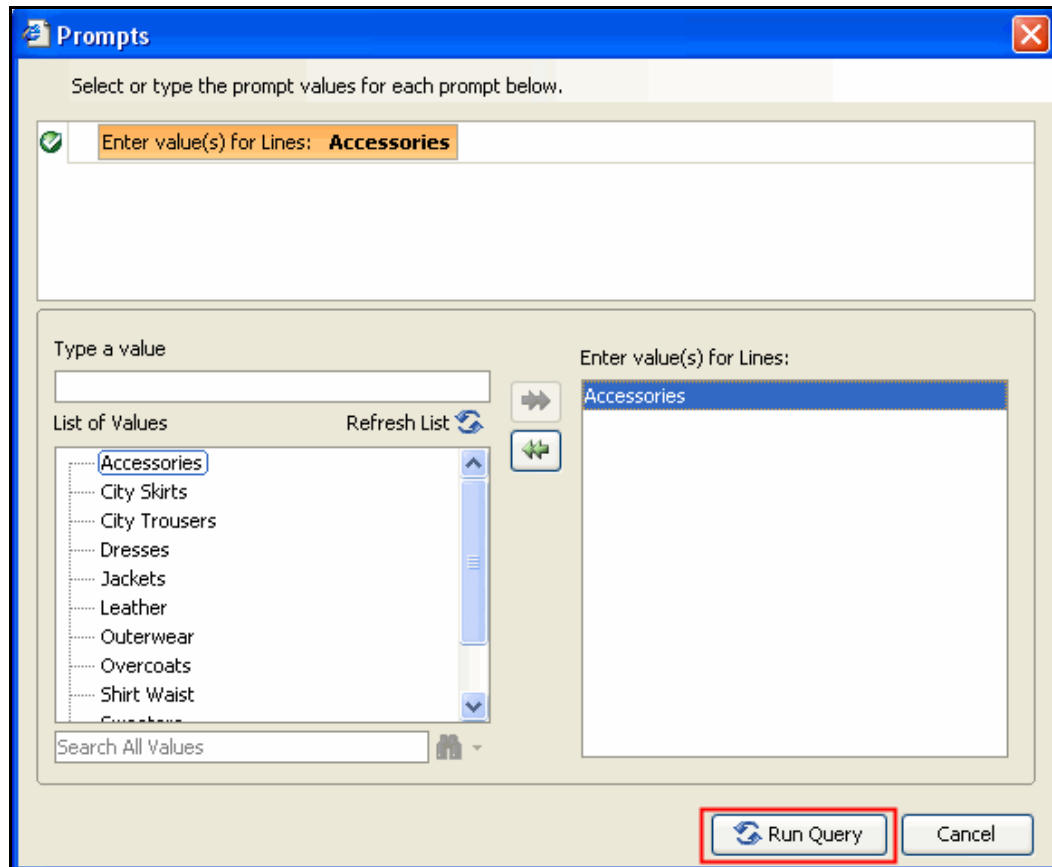 Prompts
Select or type the prompt values for each prompt below.
Enter value(s) for Lines: Accessories
Type a value
Enter value(s) for Lines:
Accessories
List of Values
Refresh List
Accessories
City Skirts
City Trousers
Dresses
Jackets
Leather
Outerwear
Overcoats
Shirt Waist
Search All Values
Run Query
Cancel